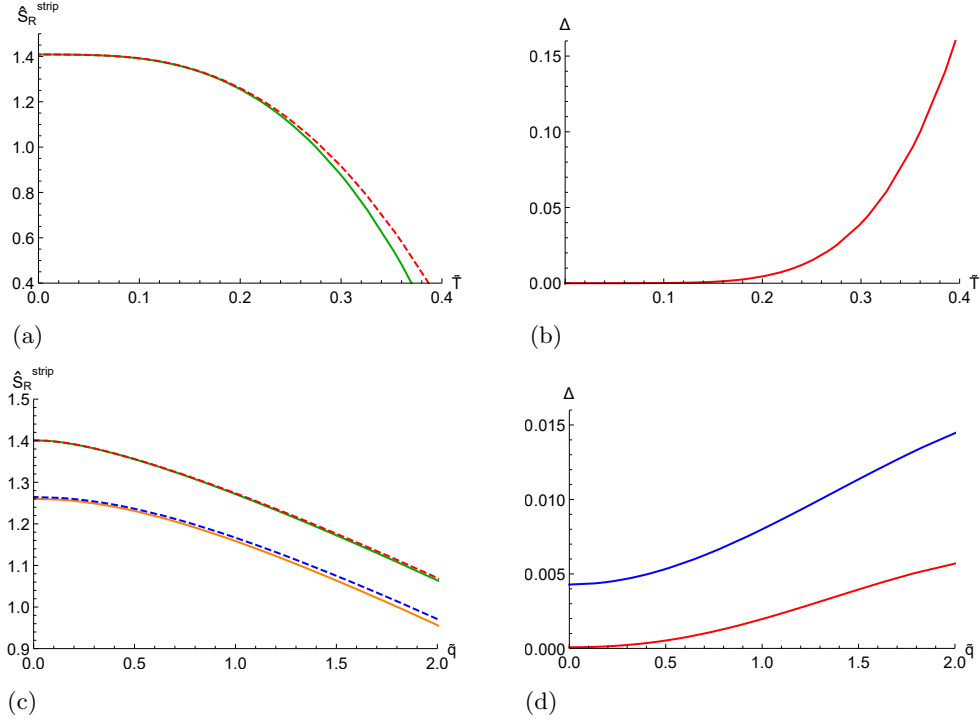 Ŝ_R^strip
1.4
1.2
1.0
0.8
0.6
0.4
0.0 0.1 0.2 0.3 0.4
T̃
(a)
Δ
0.15
0.10
0.05
0.00
0.1 0.2 0.3 0.4
T̃
(b)
Ŝ_R^strip
1.5
1.4
1.3
1.2
1.1
1.0
0.9
0.0 0.5 1.0 1.5 2.0
q̃
(c)
Δ
0.015
0.010
0.005
0.000
0.0 0.5 1.0 1.5 2.0
q̃
(d)